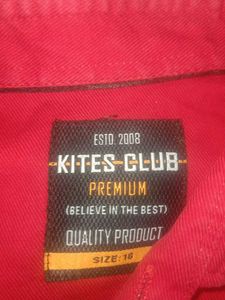 ESTD. 2008
KITES CLUB
PREMIUM
(BELIEVE IN THE BEST)
QUALITY PRODUCT
SIZE: 16